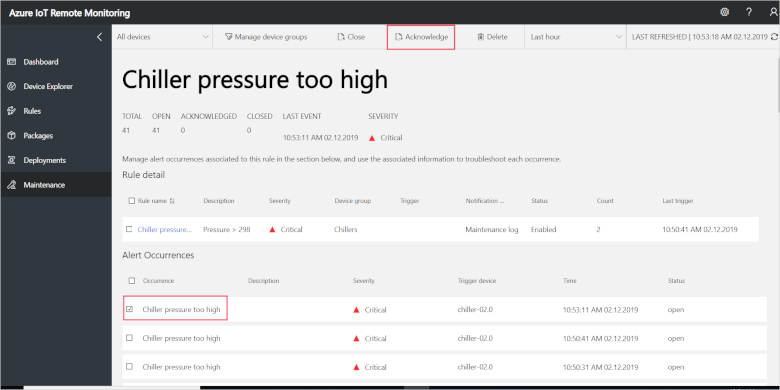 Azure IoT Remote Monitoring
?
All devices Manage device groups Close Acknowledge Delete Last hour LAST REFRESHED | 10:53:18 AM 02.12.2019
Dashboard
Device Explorer
Rules
Packages
Deployments
Maintenance
Chiller pressure too high
TOTAL OPEN ACKNOWLEDGED CLOSED LAST EVENT SEVERITY
41 41 0 0 10:53:11 AM 02.12.2019 Critical
Manage alert occurrences associated to this rule in the section below, and use the associated information to troubleshoot each occurrence.
Rule detail
Rule name Description Severity Device group Trigger Notification ... Status Count Last trigger
Chiller pressure... Pressure > 298 Critical Chillers Maintenance log Enabled 2 10:50:41 AM 02.12.2019
Alert Occurrences
Occurrence Description Severity Trigger device Time Status
Chiller pressure too high Critical chiller-02.0 10:53:11 AM 02.12.2019 open
Chiller pressure too high Critical chiller-02.0 10:50:41 AM 02.12.2019 open
Chiller pressure too high Critical chiller-02.0 10:50:31 AM 02.12.2019 open